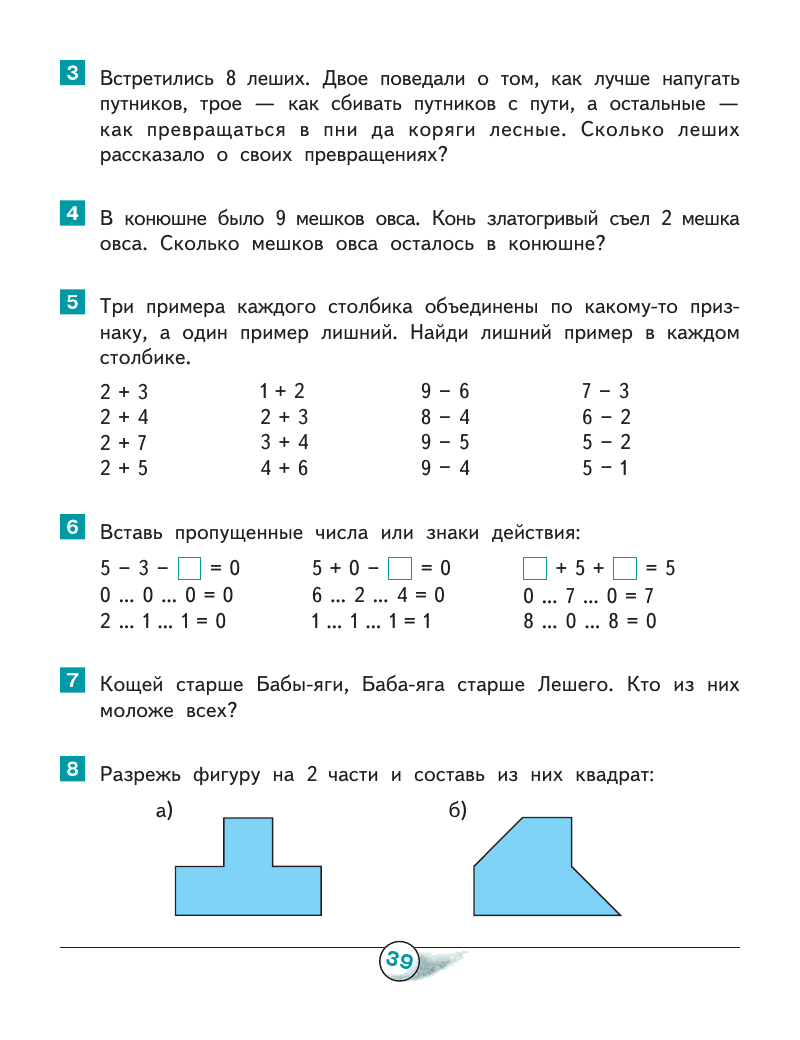 3
Встретились 8 леших. Двое поведали о том, как лучше напугать
путников, трое — как сбивать путников с пути, а остальные —
как превращаться в пни да коряги лесные. Сколько леших
рассказало о своих превращениях?
4
В конюшне было 9 мешков овса. Конь златогривый съел 2 мешка
овса. Сколько мешков овса осталось в конюшне?
5
Три примера каждого столбика объединены по какому-то приз-
наку, а один пример лишний. Найди лишний пример в каждом
столбике.
2 + 3 1 + 2 9 – 6 7 – 3
2 + 4 2 + 3 8 – 4 6 – 2
2 + 7 3 + 4 9 – 5 5 – 2
2 + 5 4 + 6 9 – 4 5 – 1
6
Вставь пропущенные числа или знаки действия:
5 – 3 – □ = 0 5 + 0 – □ = 0 □ + 5 + □ = 5
0 ... 0 ... 0 = 0 6 ... 2 ... 4 = 0 0 ... 7 ... 0 = 7
2 ... 1 ... 1 = 0 1 ... 1 ... 1 = 1 8 ... 0 ... 8 = 0
7
Кощей старше Бабы-яги, Баба-яга старше Лешего. Кто из них
моложе всех?
8
Разрежь фигуру на 2 части и составь из них квадрат:
а) б)
39